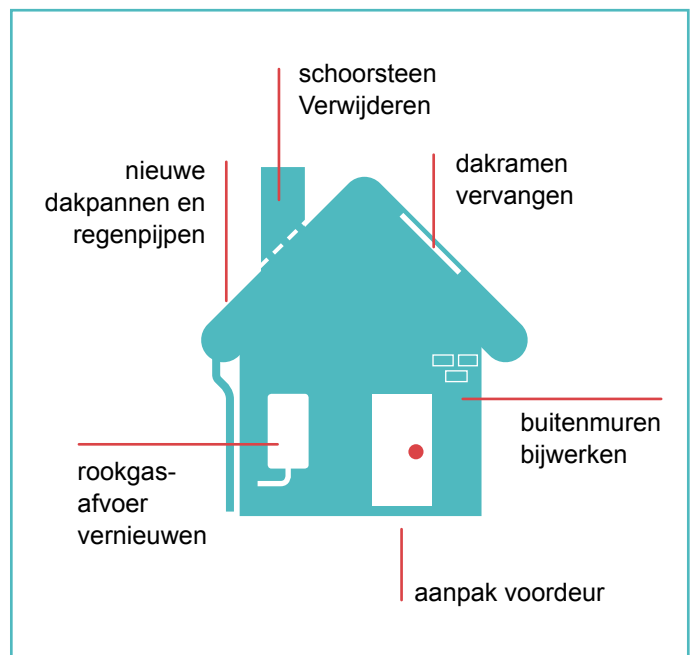 schoorsteen
Verwijderen
nieuwe
dakpannen en
regenpijpen
dakramen
vervangen
buitenmuren
bijwerken
rookgas-
afvoer
vernieuwen
aanpak voordeur